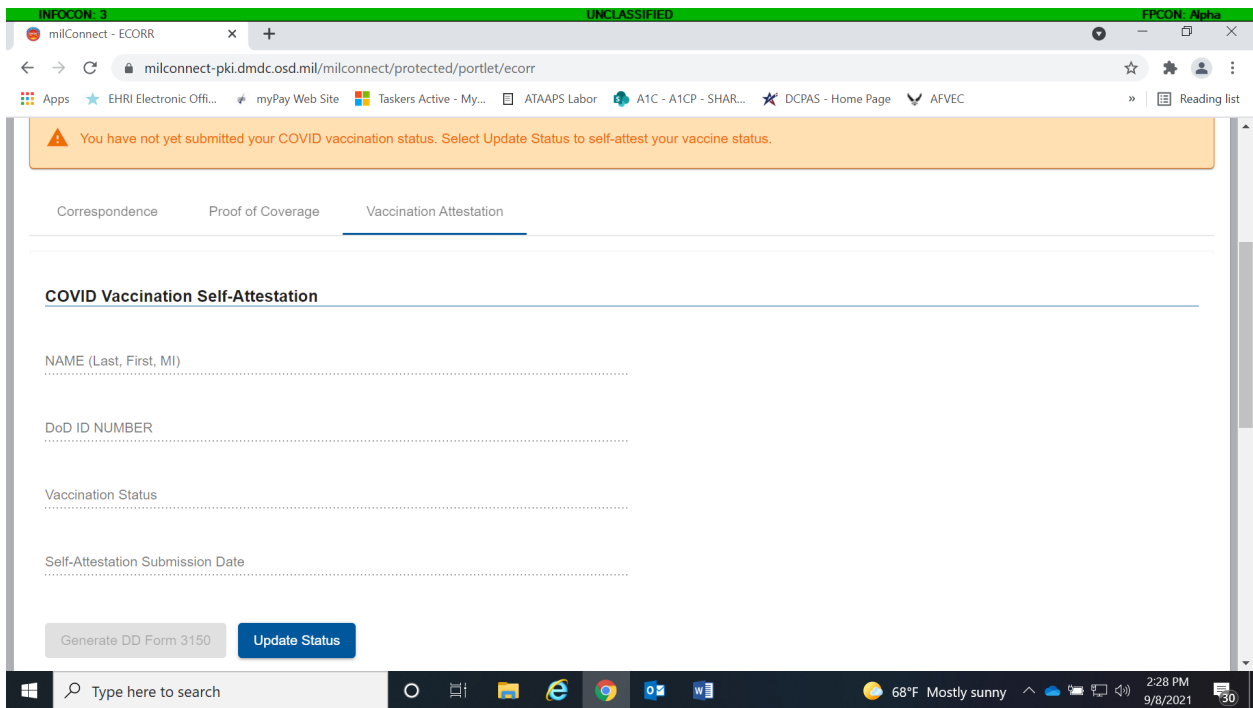 INFOCON: 3 UNCLASSIFIED FPCON: Alpha
milConnect - ECORR
milconnect-pki.dmdc.osd.mil/milconnect/protected/portlet/ecorr
Apps EHRI Electronic Offi... myPay Web Site Taskers Active - My... ATAAPS Labor A1C - A1CP - SHAR... DCPAS - Home Page AFVEC » Reading list
You have not yet submitted your COVID vaccination status. Select Update Status to self-attest your vaccine status.
Correspondence Proof of Coverage Vaccination Attestation
COVID Vaccination Self-Attestation
NAME (Last, First, MI)
DoD ID NUMBER
Vaccination Status
Self-Attestation Submission Date
Generate DD Form 3150 Update Status
Type here to search 68°F Mostly sunny 2:28 PM
9/8/2021 30